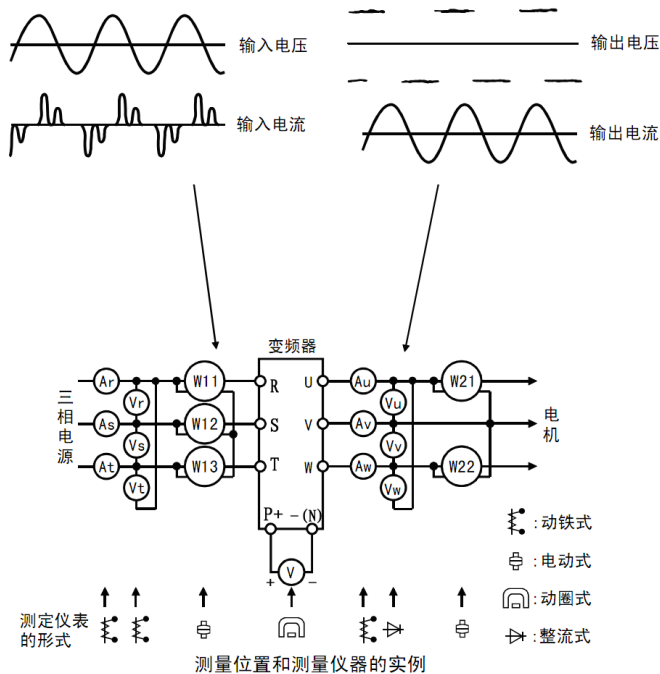 输入电压
输出电压
输入电流
输出电流
变频器
三相电源
电机
Ar
W11
R
U
Au
W21
Vr
Vu
As
W12
S
V
Av
Vs
Vv
At
W13
T
W
Aw
W22
Vt
Vw
P+ -(N)
+ V -
:动铁式
:电动式
:动圈式
:整流式
测定仪表
的形式
测量位置和测量仪器的实例